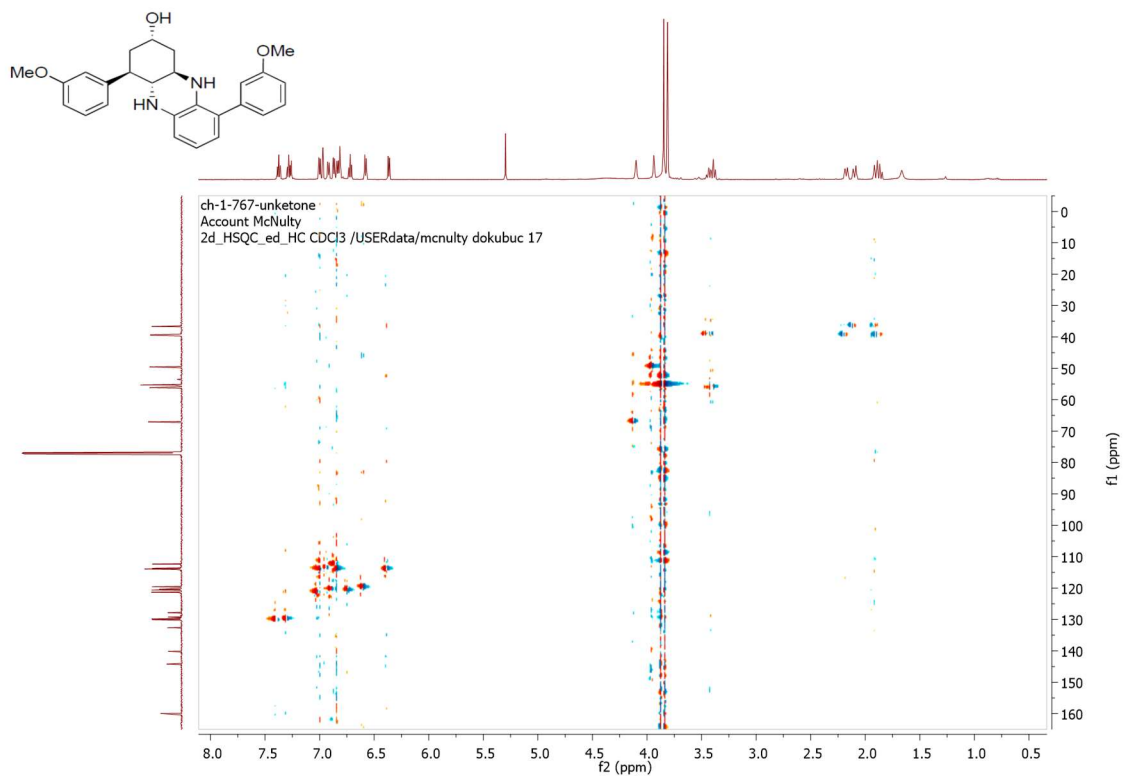 OH
MeO
OMe
NH
HN
ch-1-767-unketone
Account McNulty
2d_HSQC_ed_HC CDCl3 /USERdata/mcnulty dokubuc 17
0
10
20
30
40
50
60
70
80
90
100
110
120
130
140
150
160
f1 (ppm)
8.0 7.5 7.0 6.5 6.0 5.5 5.0 4.5 4.0 3.5 3.0 2.5 2.0 1.5 1.0 0.5
f2 (ppm)